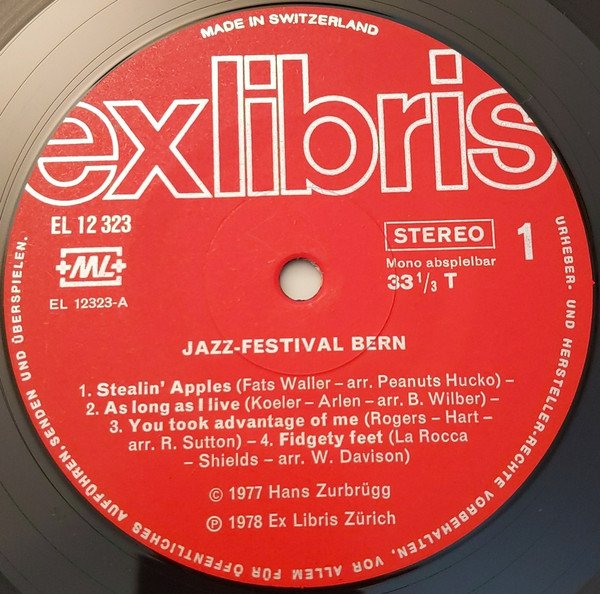 MADE IN SWITZERLAND
exlibris
EL 12 323
+ML+
EL 12323-A
STEREO
1
Mono abspielbar
33 1/3 T
JAZZ-FESTIVAL BERN
1. Stealin' Apples (Fats Waller – arr. Peanuts Hucko) –
2. As long as I live (Koeler – Arlen – arr. B. Wilber) –
3. You took advantage of me (Rogers – Hart –
arr. R. Sutton) – 4. Fidgety feet (La Rocca
– Shields – arr. W. Davison)
© 1977 Hans Zurbrügg
℗ 1978 Ex Libris Zürich
URHEBER- UND HERSTELLER-RECHTE VORBEHALTEN, VOR ALLEM FÜR ÖFFENTLICHES AUFFÜHREN, SENDEN UND ÜBERSPIELEN.